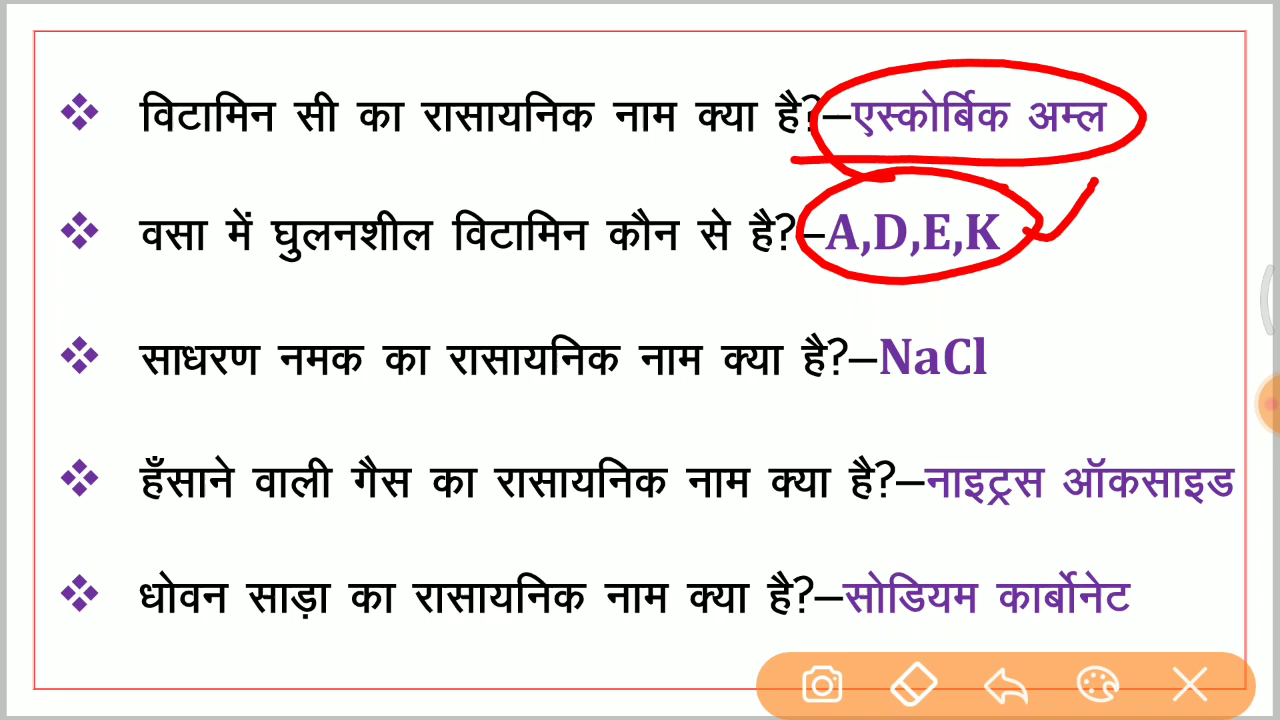 ❖ विटामिन सी का रासायनिक नाम क्या है?–एस्कोर्बिक अम्ल
❖ वसा में घुलनशील विटामिन कौन से है?–A,D,E,K
❖ साधरण नमक का रासायनिक नाम क्या है?–NaCl
❖ हँसाने वाली गैस का रासायनिक नाम क्या है?–नाइट्रस ऑकसाइड
❖ धोवन साड़ा का रासायनिक नाम क्या है?–सोडियम कार्बोनेट